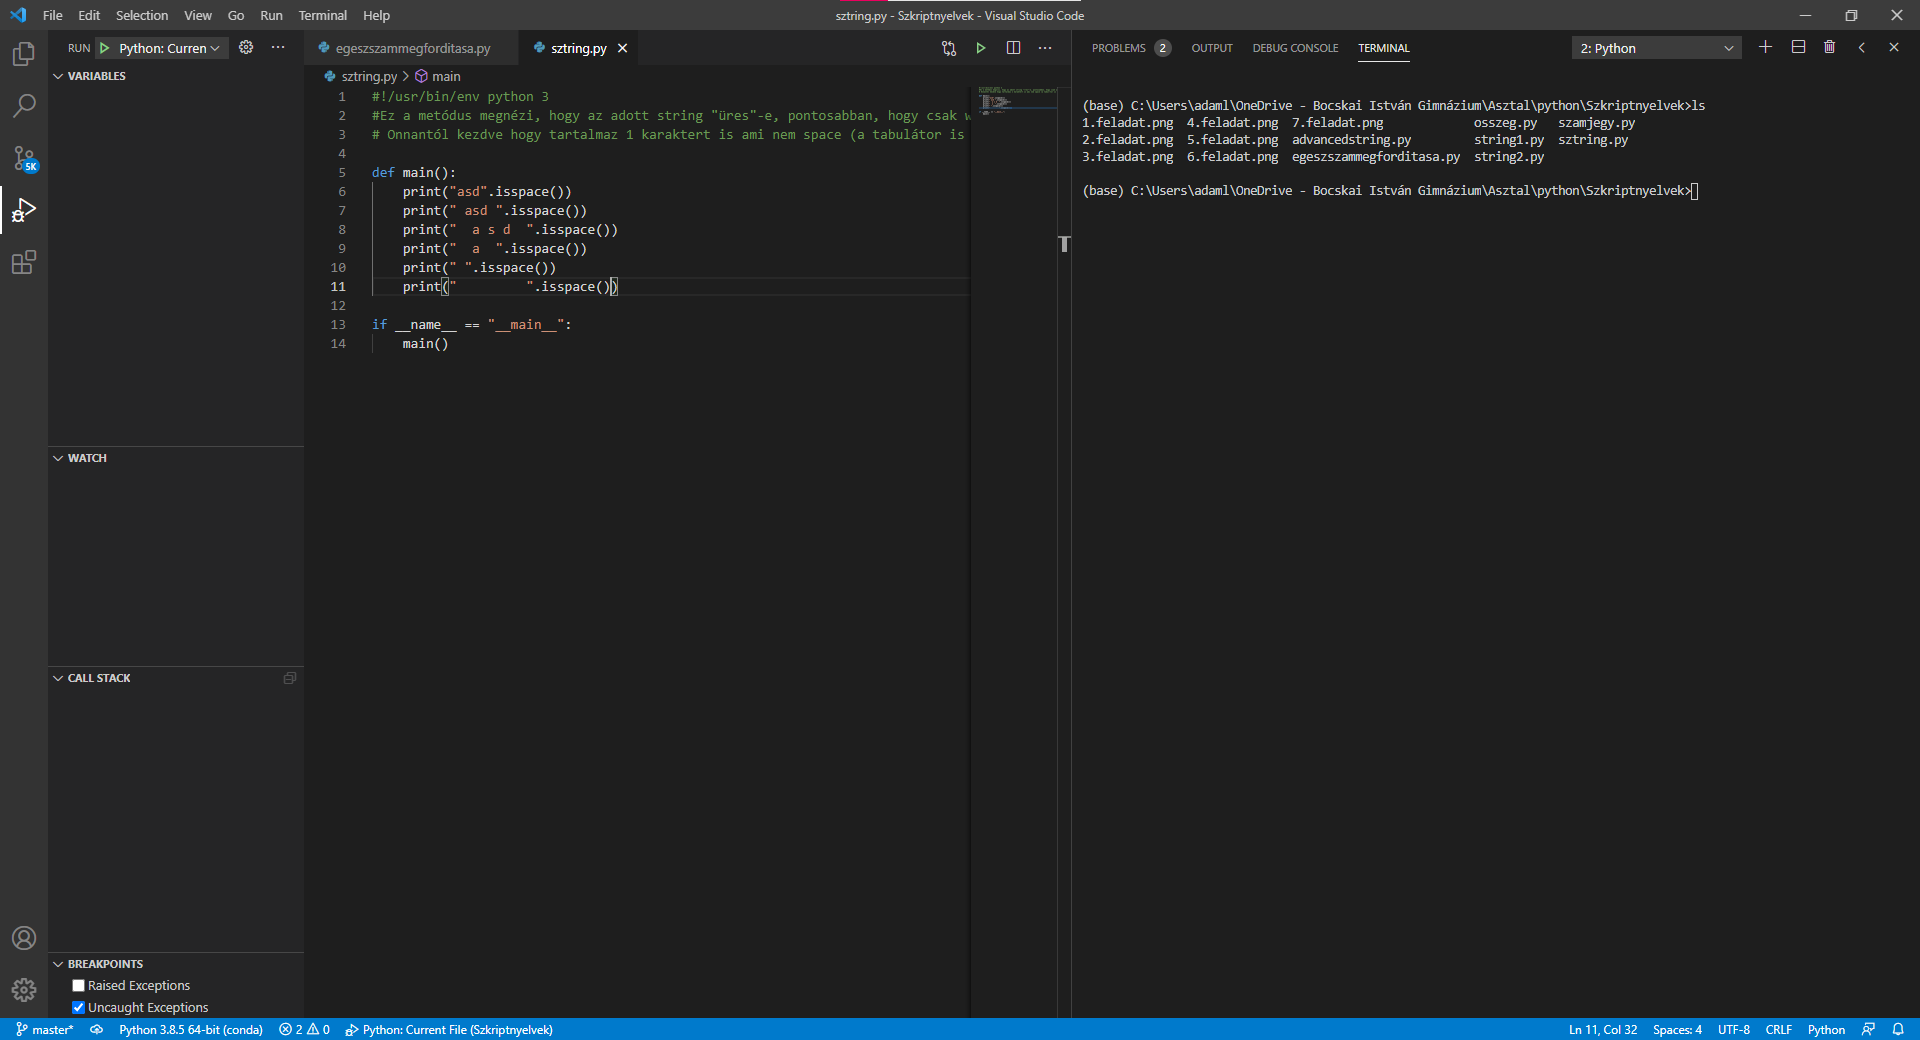 File Edit Selection View Go Run Terminal Help
sztring.py - Szkriptnyelvek - Visual Studio Code
RUN Python: Curren
VARIABLES
WATCH
CALL STACK
BREAKPOINTS
Raised Exceptions
Uncaught Exceptions
5K
egeszszammegforditasa.py sztring.py
sztring.py > main
1 #!/usr/bin/env python 3
2 #Ez a metódus megnézi, hogy az adott string "üres"-e, pontosabban, hogy csak w
3 # Onnantól kezdve hogy tartalmaz 1 karaktert is ami nem space (a tabulátor is
4
5 def main():
6     print("asd".isspace())
7     print(" asd ".isspace())
8     print("  a s d  ".isspace())
9     print("  a  ".isspace())
10     print(" ".isspace())
11     print("         ".isspace())
12
13 if __name__ == "__main__":
14     main()
PROBLEMS 2 OUTPUT DEBUG CONSOLE TERMINAL 2: Python
(base) C:\Users\adaml\OneDrive - Bocskai István Gimnázium\Asztal\python\Szkriptnyelvek>ls
1.feladat.png 4.feladat.png 7.feladat.png osszeg.py szamjegy.py
2.feladat.png 5.feladat.png advancedstring.py string1.py sztring.py
3.feladat.png 6.feladat.png egeszszammegforditasa.py string2.py
(base) C:\Users\adaml\OneDrive - Bocskai István Gimnázium\Asztal\python\Szkriptnyelvek>
master* Python 3.8.5 64-bit (conda) 2 0 Python: Current File (Szkriptnyelvek) Ln 11, Col 32 Spaces: 4 UTF-8 CRLF Python